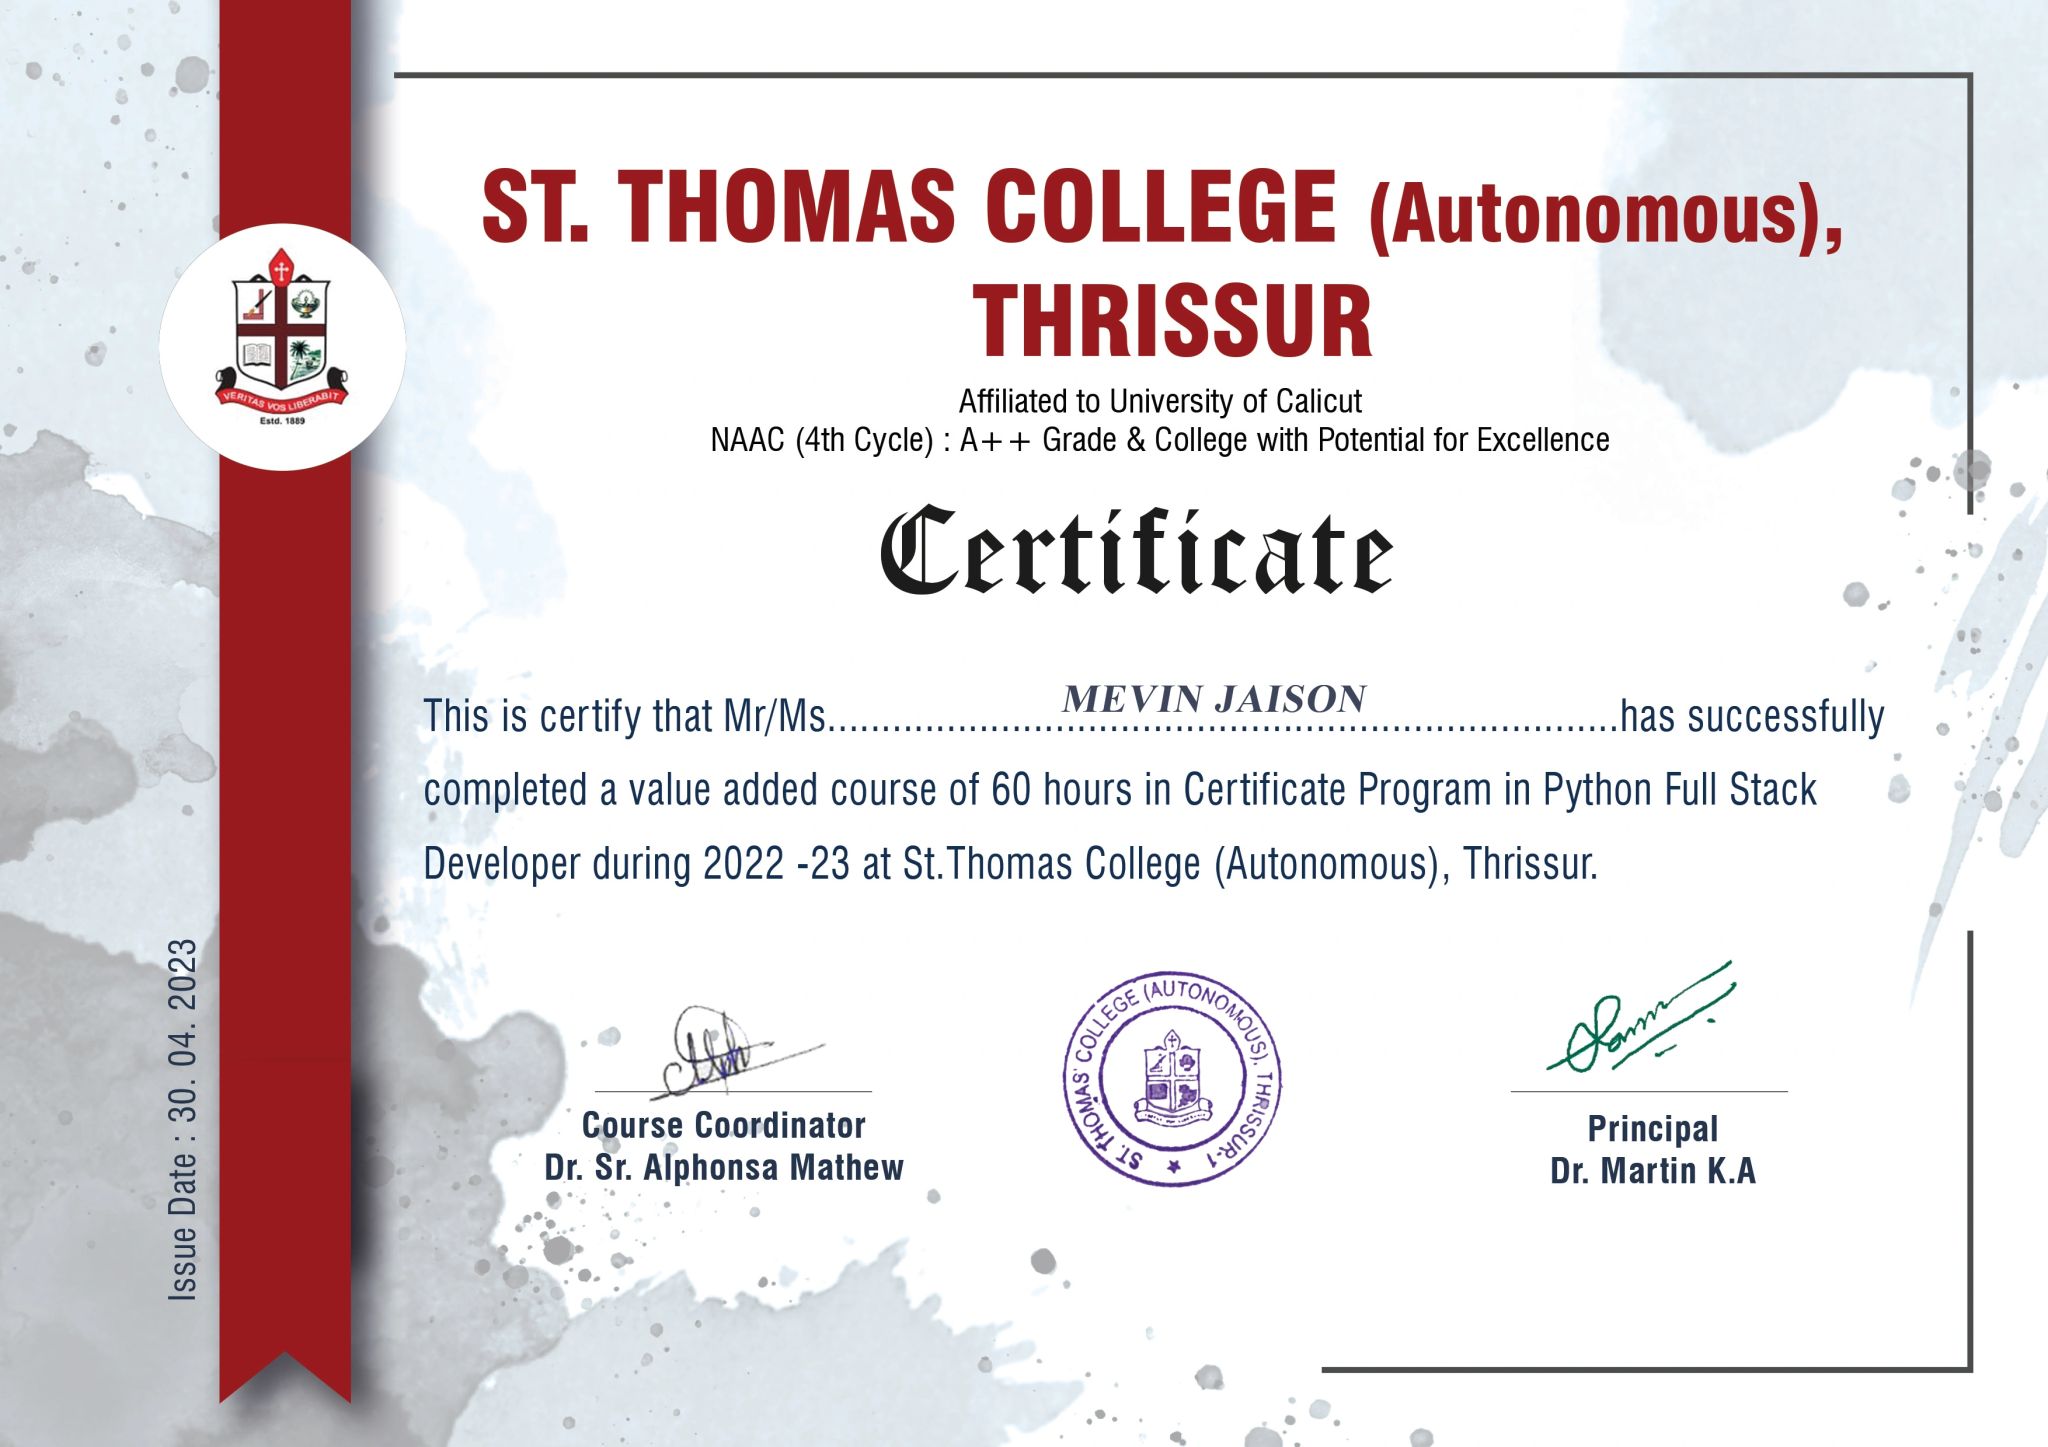 ST. THOMAS COLLEGE (Autonomous),
THRISSUR
Affiliated to University of Calicut
NAAC (4th Cycle) : A++ Grade & College with Potential for Excellence
VERITAS VOS LIBERABIT
Estd. 1889
Certificate
This is certify that Mr/Ms.........................................................................has successfully
MEVIN JAISON
completed a value added course of 60 hours in Certificate Program in Python Full Stack
Developer during 2022 -23 at St.Thomas College (Autonomous), Thrissur.
Issue Date : 30. 04. 2023
Course Coordinator
Dr. Sr. Alphonsa Mathew
ST. THOMAS' COLLEGE (AUTONOMOUS), THRISSUR-1
Principal
Dr. Martin K.A